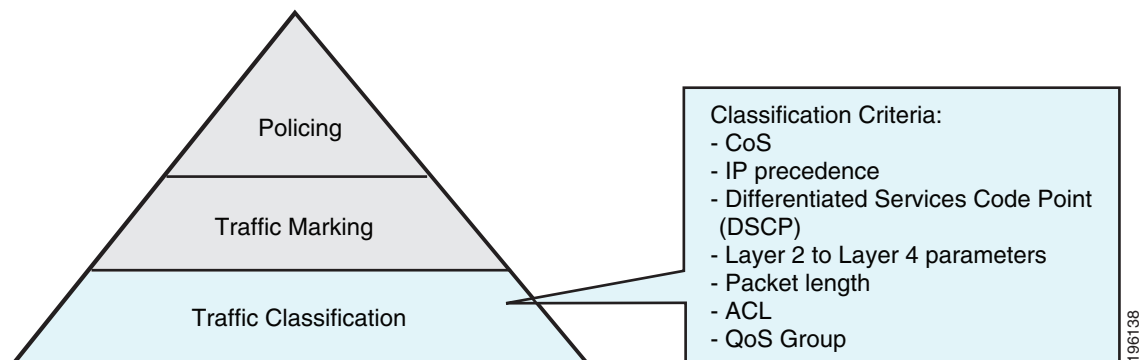 Policing
Traffic Marking
Traffic Classification
Classification Criteria:
- CoS
- IP precedence
- Differentiated Services Code Point
(DSCP)
- Layer 2 to Layer 4 parameters
- Packet length
- ACL
- QoS Group
196138